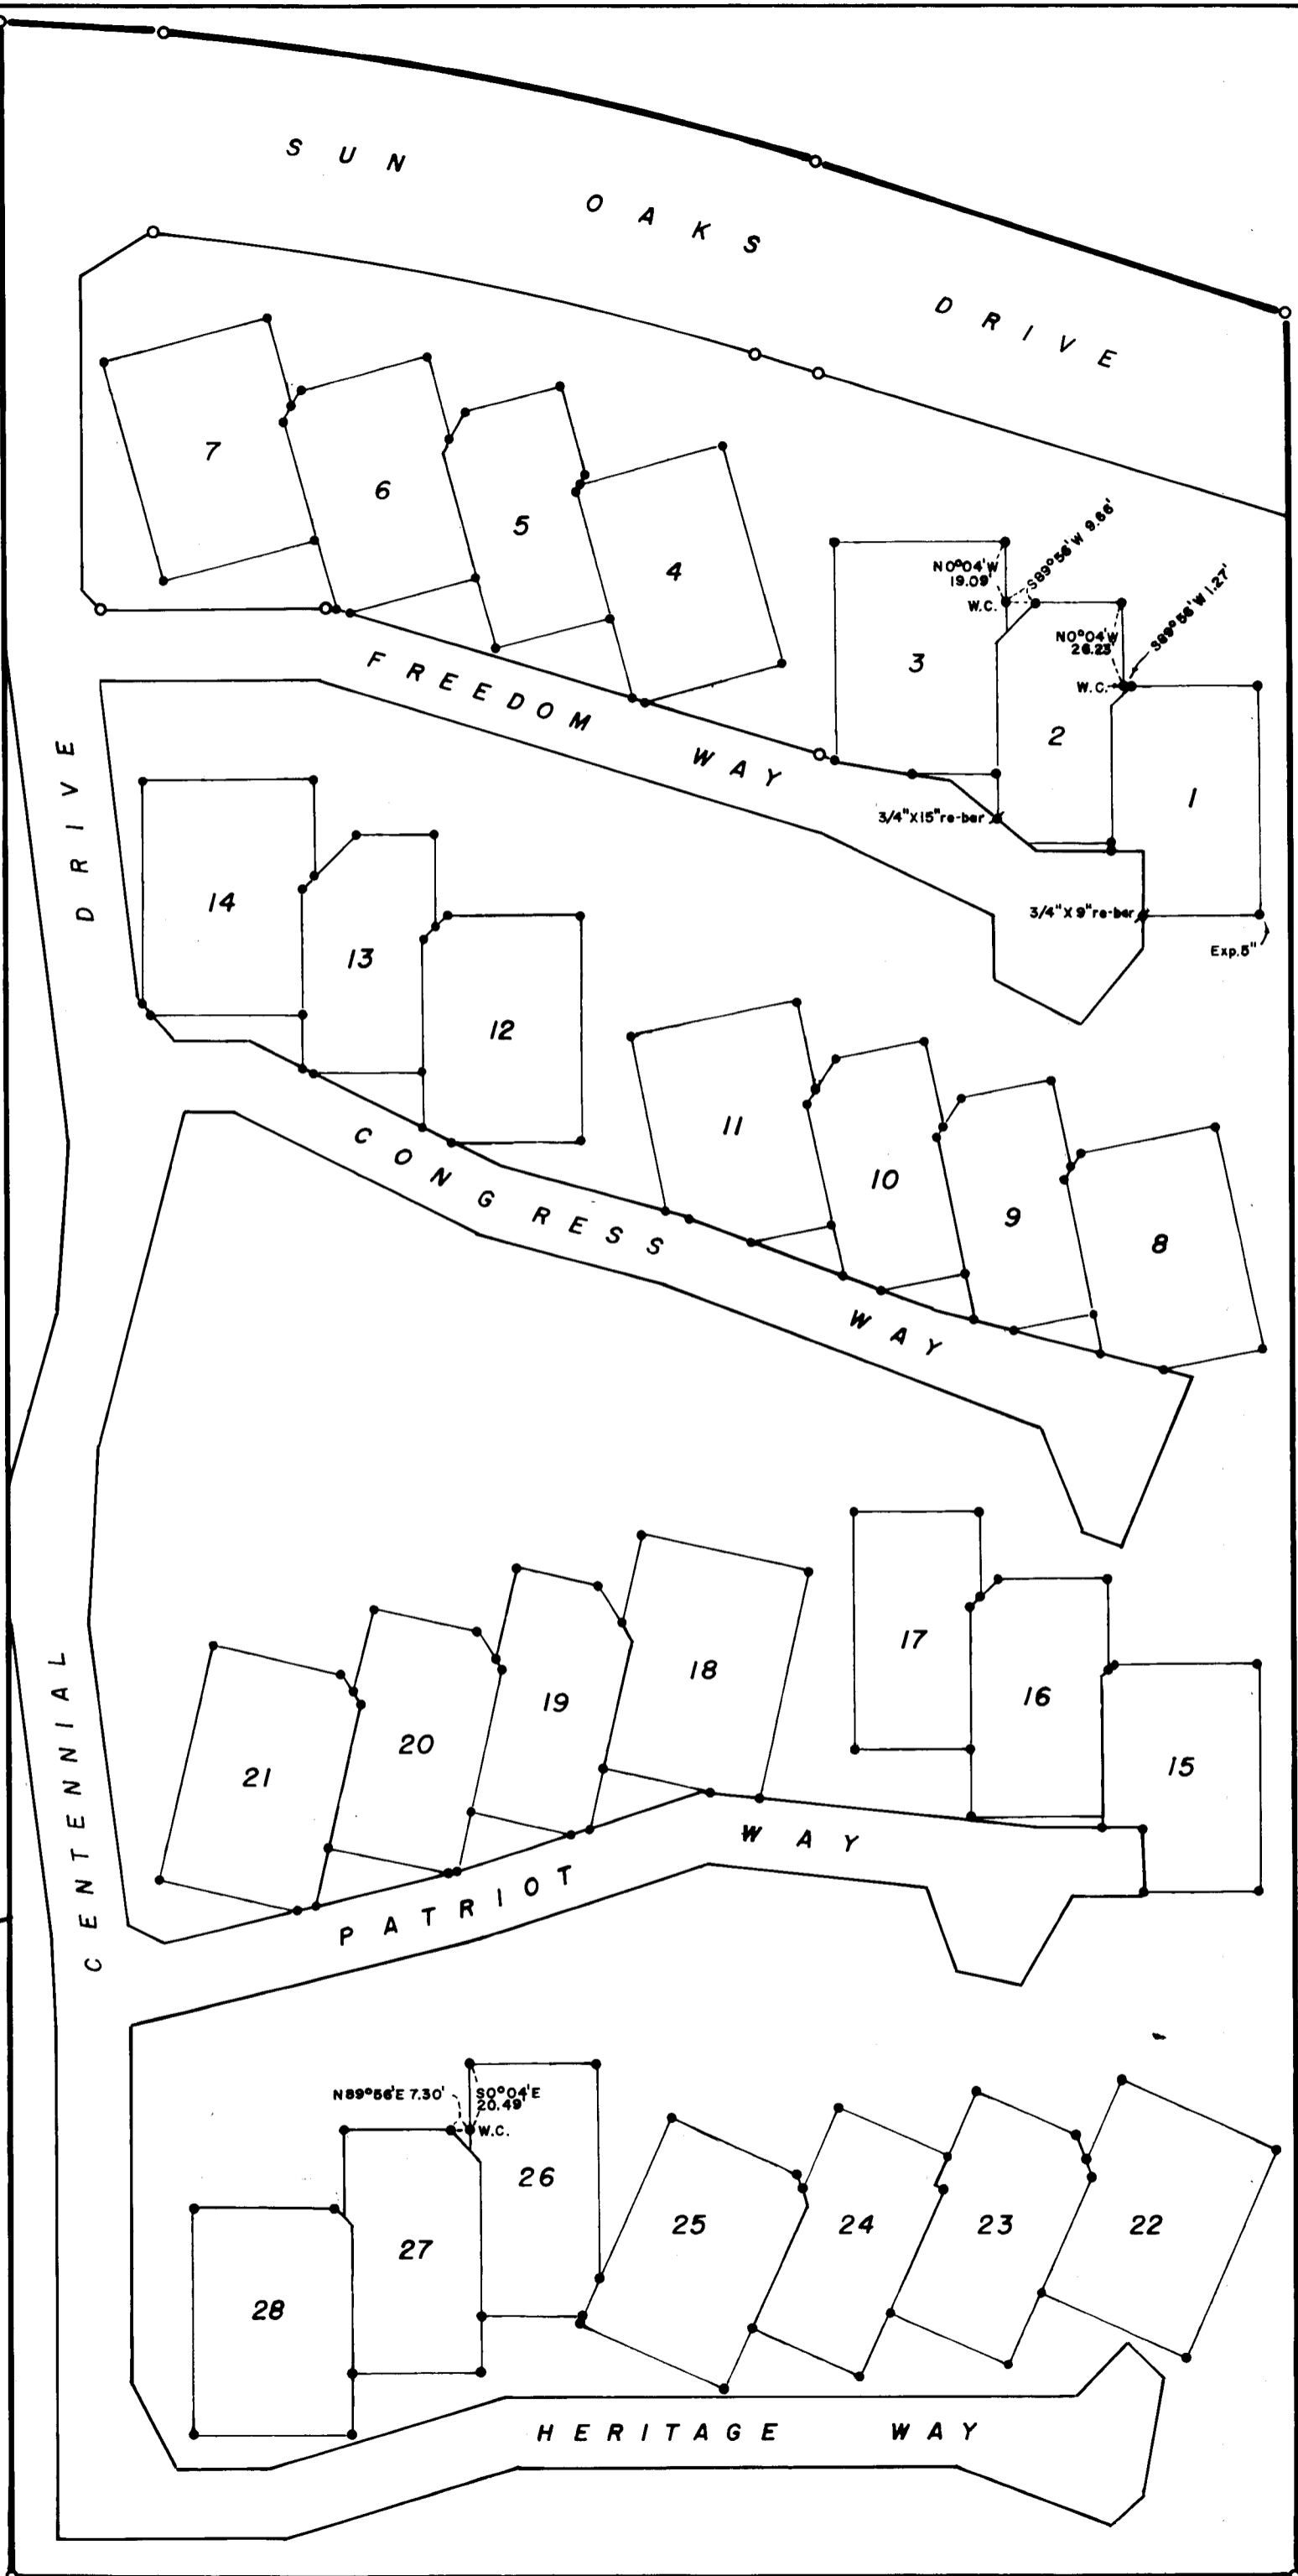 SUN OAKS DRIVE
7
6
5
4
3
2
1
N0°04'W
19.09'
S89°56'W 9.66'
W.C.
N0°04'W
26.23'
S89°56'W 1.27'
W.C.
3/4"X15"re-bar
3/4"X9"re-bar
Exp.5"
FREEDOM WAY
CENTENNIAL DRIVE
14
13
12
11
10
9
8
CONGRESS WAY
21
20
19
18
17
16
15
PATRIOT WAY
N89°56'E 7.30'
S0°04'E
20.49'
W.C.
28
27
26
25
24
23
22
HERITAGE WAY